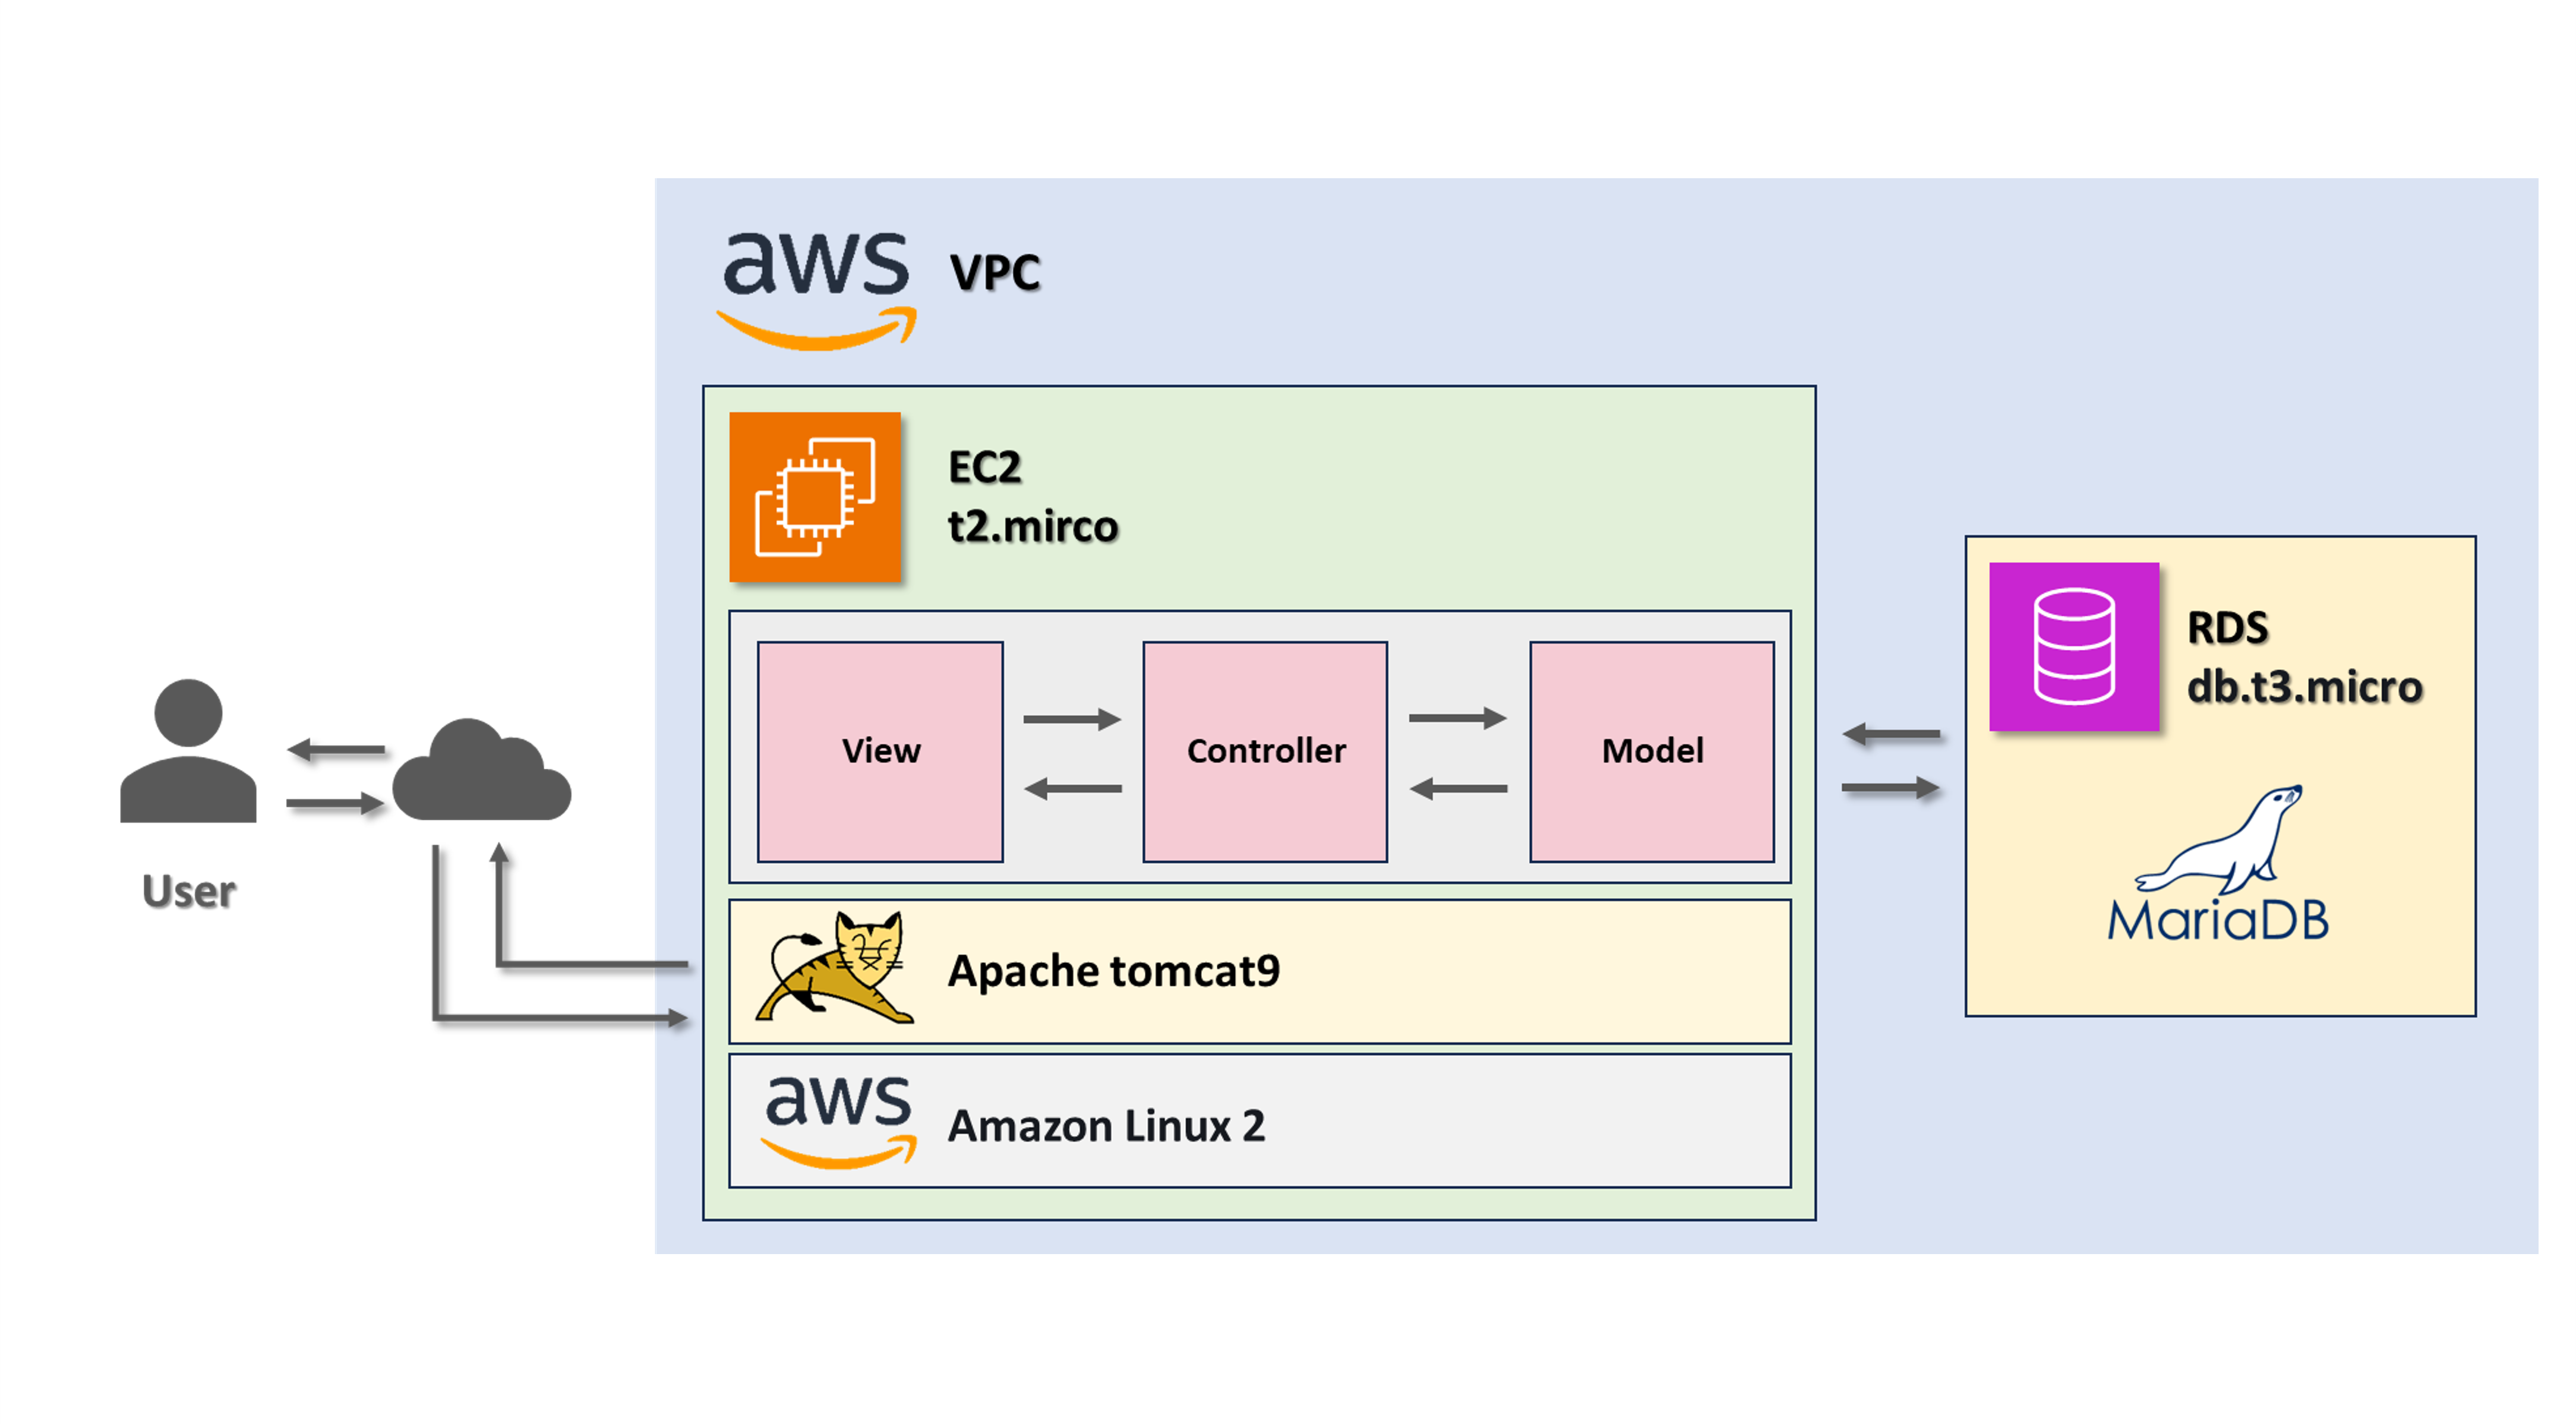 aws VPC
EC2
t2.mirco
View
Controller
Model
RDS
db.t3.micro
MariaDB
User
Apache tomcat9
aws
Amazon Linux 2